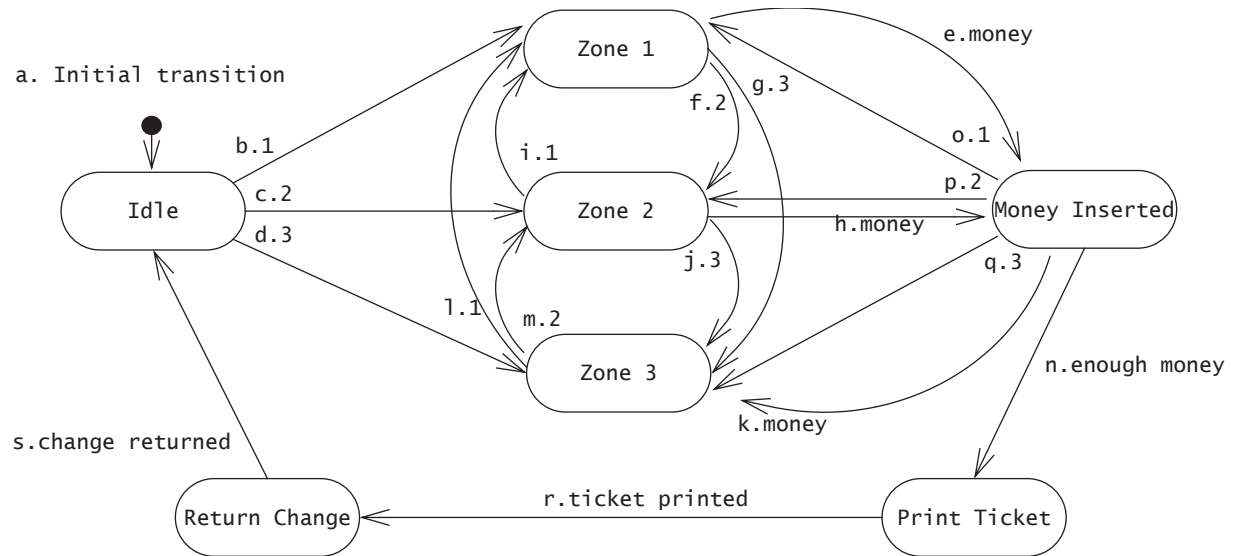 Zone 1
e.money
a. Initial transition
g.3
f.2
b.1
i.1
o.1
p.2
c.2
Idle
Zone 2
Money Inserted
h.money
d.3
j.3
q.3
l.1
m.2
Zone 3
n.enough money
k.money
s.change returned
r.ticket printed
Return Change
Print Ticket